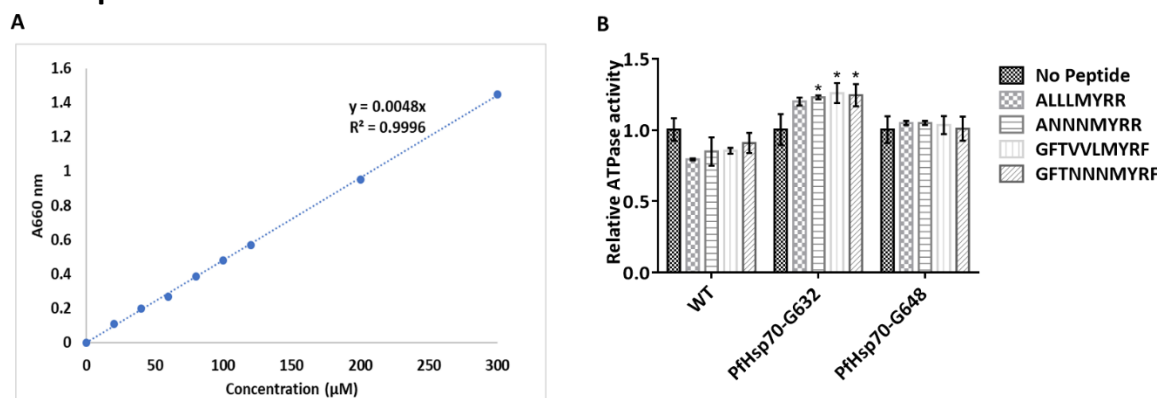 A
A660 nm
1.6
1.4
1.2
1
0.8
0.6
0.4
0.2
0
y = 0.0048x
R² = 0.9996
0 50 100 150 200 250 300
Concentration (µM)
B
Relative ATPase activity
1.5
1.0
0.5
0.0
* * *
WT
PfHsp70-G632
PfHsp70-G648
No Peptide
ALLLMYRR
ANNNMYRR
GFTVVLMYRF
GFTNNNMYRF